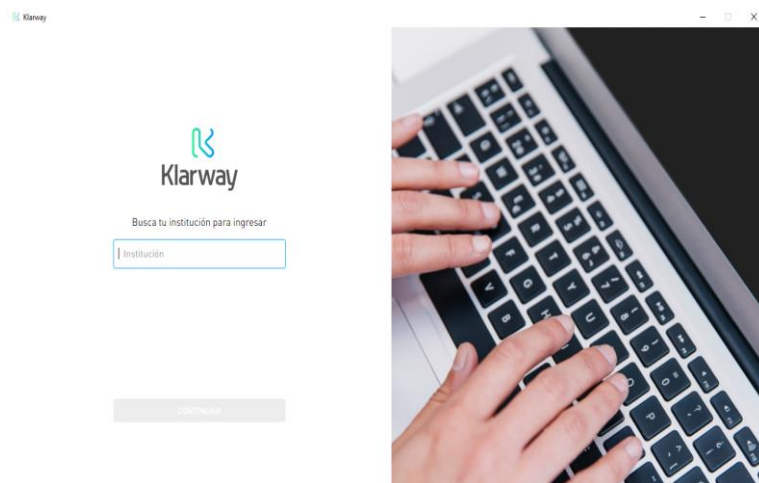 Klarway
Klarway
Busca tu institución para ingresar
Institución
CONTINUAR